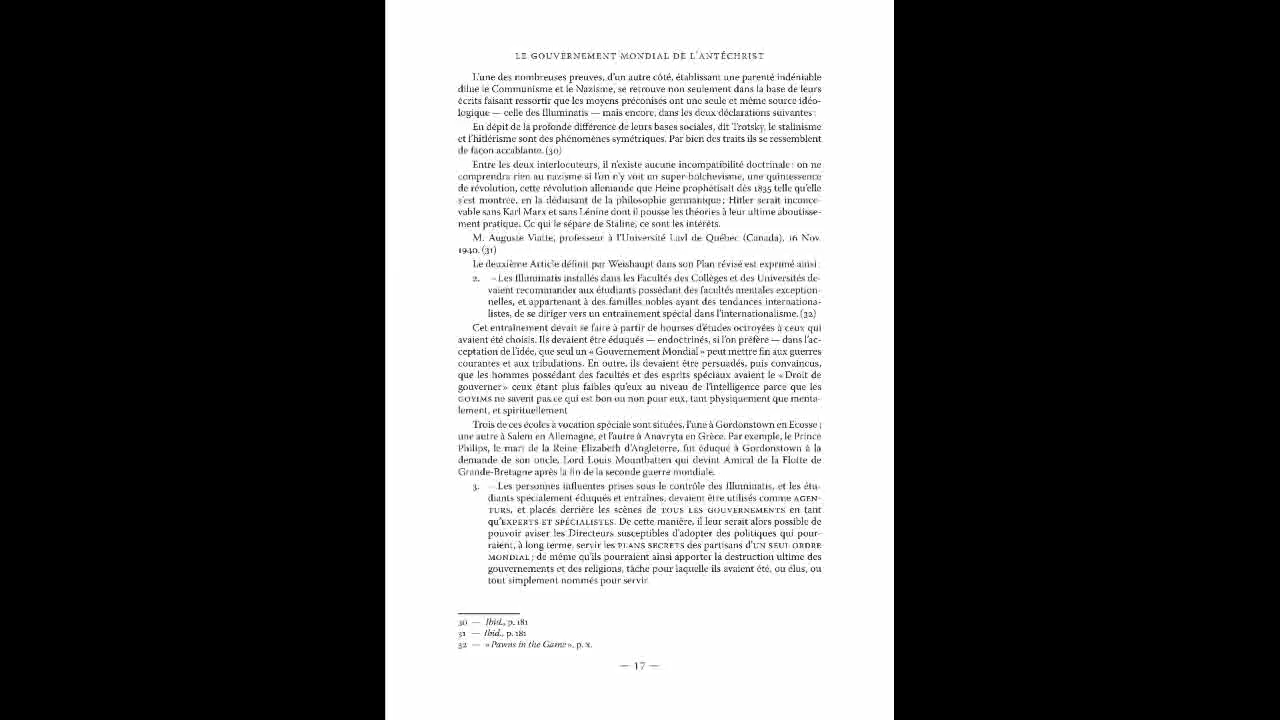 LE GOUVERNEMENT MONDIAL DE L'ANTÉCHRIST
L'une des nombreuses preuves, d'un autre côté, établissant une parenté indéniable
dilue le Communisme et le Nazisme, se retrouve non seulement dans la base de leurs
écrits faisant ressortir que les moyens préconisés ont une seule et même source idéo-
logique — celle des Illuminatis — mais encore, dans les deux déclarations suivantes :
En dépit de la profonde différence de leurs bases sociales, dit Trotsky, le stalinisme
et l'hitlérisme sont des phénomènes symétriques. Par bien des traits ils se ressemblent
de façon accablante. (30)
Entre les deux interlocuteurs, il n'existe aucune incompatibilité doctrinale : on ne
comprendra rien au nazisme si l'on n'y voit un super-bolchevisme, une quintessence
de révolution, cette révolution allemande que Heine prophétisait dès 1835 telle qu'elle
s'est montrée, en la déduisant de la philosophie germanique ; Hitler serait inconce-
vable sans Karl Marx et sans Lénine dont il pousse les théories à leur ultime aboutisse-
ment pratique. Cc qui le sépare de Staline, ce sont les intérêts.
M. Auguste Viatte, professeur à l'Université Lavl de Québec (Canada), 16 Nov.
1940. (31)
Le deuxième Article définit par Weishaupt dans son Plan révisé est exprimé ainsi :
2. – Les Illuminatis installés dans les Facultés des Collèges et des Universités de-
vaient recommander aux étudiants possédant des facultés mentales exception-
nelles, et appartenant à des familles nobles ayant des tendances internationa-
listes, de se diriger vers un entraînement spécial dans l'internationalisme. (32)
Cet entraînement devait se faire à partir de bourses d'études octroyées à ceux qui
avaient été choisis. Ils devaient être éduqués — endoctrinés, si l'on préfère — dans l'ac-
ceptation de l'idée, que seul un « Gouvernement Mondial » peut mettre fin aux guerres
courantes et aux tribulations. En outre, ils devaient être persuadés, puis convaincus,
que les hommes possédant des facultés et des esprits spéciaux avaient le « Droit de
gouverner » ceux étant plus faibles qu'eux au niveau de l'intelligence parce que les
GOYIMS no savent pas ce qui est bon ou non pour eux, tant physiquement que menta-
lement, et spirituellement
Trois de ces écoles à vocation spéciale sont situées, l'une à Gordonstown en Ecosse ;
une autre à Salem en Allemagne, et l'autre à Anavryta en Grèce. Par exemple, le Prince
Philips, le mari de la Reine Elizabeth d'Angleterre, fut éduqué à Gordonstown à la
demande de son oncle, Lord Louis Mountbatten qui devint Amiral de la Flotte de
Grande-Bretagne après la fin de la seconde guerre mondiale.
3. – Les personnes influentes prises sous le contrôle des Illuminatis, et les étu-
diants spécialement éduqués et entraînes, devaient être utilisés comme AGEN-
TURS, et placés derrière les scènes de TOUS LES GOUVERNEMENTS en tant
qu'EXPERTS ET SPÉCIALISTES. De cette manière, il leur serait alors possible de
pouvoir aviser les Directeurs susceptibles d'adopter des politiques qui pour-
raient, à long terme, servir les PLANS SECRETS des partisans d'UN SEUL ORDRE
MONDIAL ; de même qu'ils pourraient ainsi apporter la destruction ultime des
gouvernements et des religions, tâche pour laquelle ils avaient été, ou élus, ou
tout simplement nommés pour servir
30 — Ibid., p. 181
31 — Ibid., p. 181
32 — « Pawns in the Game », p. x.
— 17 —